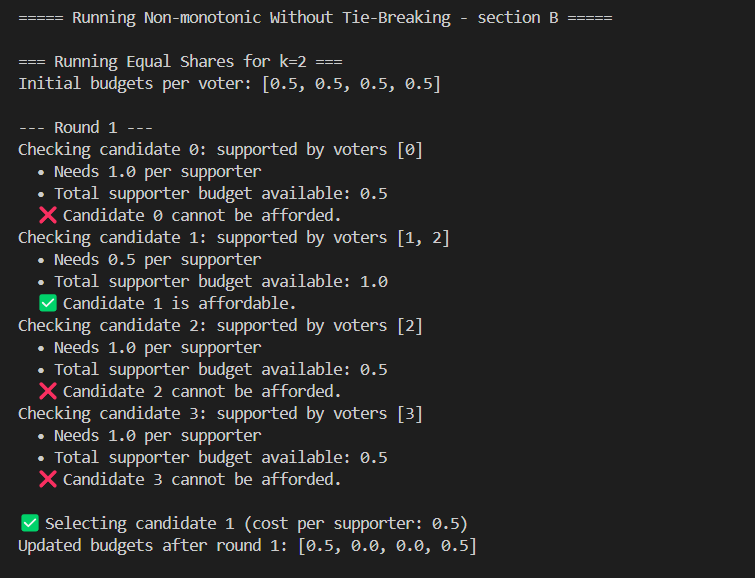 ===== Running Non-monotonic Without Tie-Breaking - section B =====
=== Running Equal Shares for k=2 ===
Initial budgets per voter: [0.5, 0.5, 0.5, 0.5]
--- Round 1 ---
Checking candidate 0: supported by voters [0]
• Needs 1.0 per supporter
• Total supporter budget available: 0.5
❌ Candidate 0 cannot be afforded.
Checking candidate 1: supported by voters [1, 2]
• Needs 0.5 per supporter
• Total supporter budget available: 1.0
✅ Candidate 1 is affordable.
Checking candidate 2: supported by voters [2]
• Needs 1.0 per supporter
• Total supporter budget available: 0.5
❌ Candidate 2 cannot be afforded.
Checking candidate 3: supported by voters [3]
• Needs 1.0 per supporter
• Total supporter budget available: 0.5
❌ Candidate 3 cannot be afforded.
✅ Selecting candidate 1 (cost per supporter: 0.5)
Updated budgets after round 1: [0.5, 0.0, 0.0, 0.5]